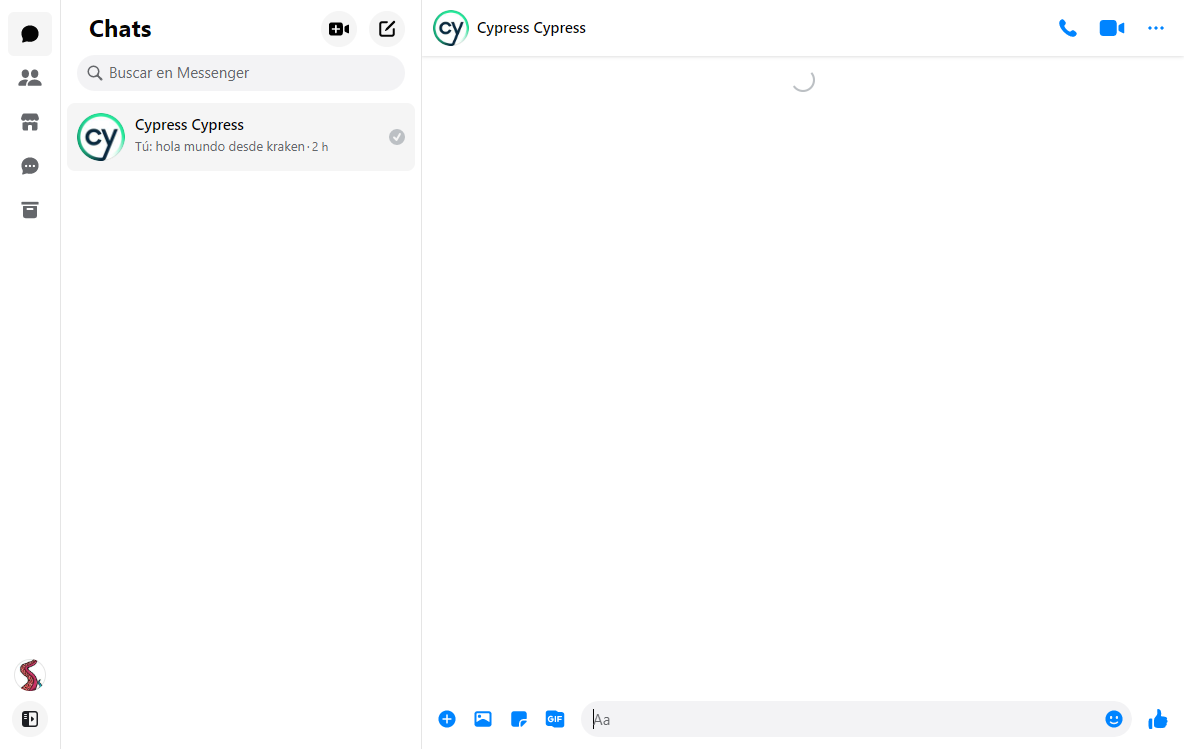 Chats
Buscar en Messenger
Cypress Cypress
Tú: hola mundo desde kraken · 2 h
cy
cy
Cypress Cypress
GIF
Aa